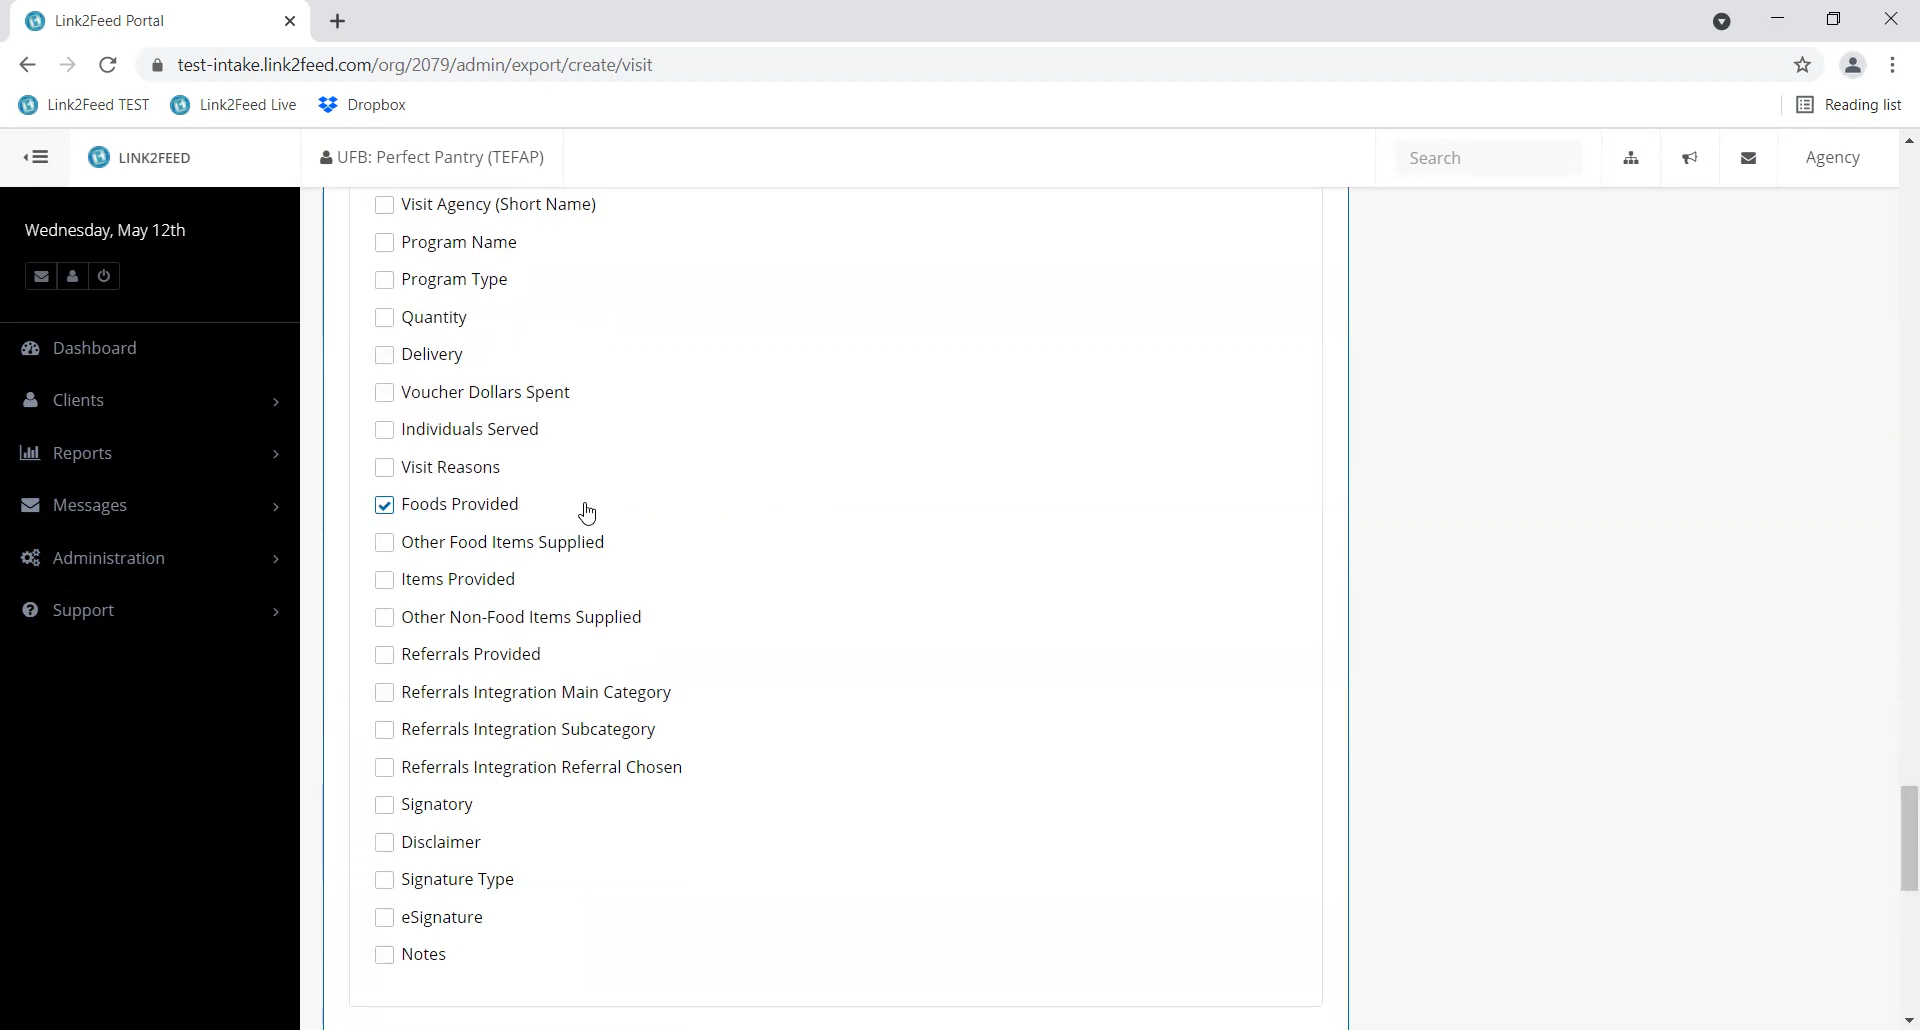 Link2Feed Portal
test-intake.link2feed.com/org/2079/admin/export/create/visit
Link2Feed TEST Link2Feed Live Dropbox Reading list
LINK2FEED UFB: Perfect Pantry (TEFAP) Search Agency
Wednesday, May 12th
Dashboard
Clients
Reports
Messages
Administration
Support
Visit Agency (Short Name)
Program Name
Program Type
Quantity
Delivery
Voucher Dollars Spent
Individuals Served
Visit Reasons
Foods Provided
Other Food Items Supplied
Items Provided
Other Non-Food Items Supplied
Referrals Provided
Referrals Integration Main Category
Referrals Integration Subcategory
Referrals Integration Referral Chosen
Signatory
Disclaimer
Signature Type
eSignature
Notes